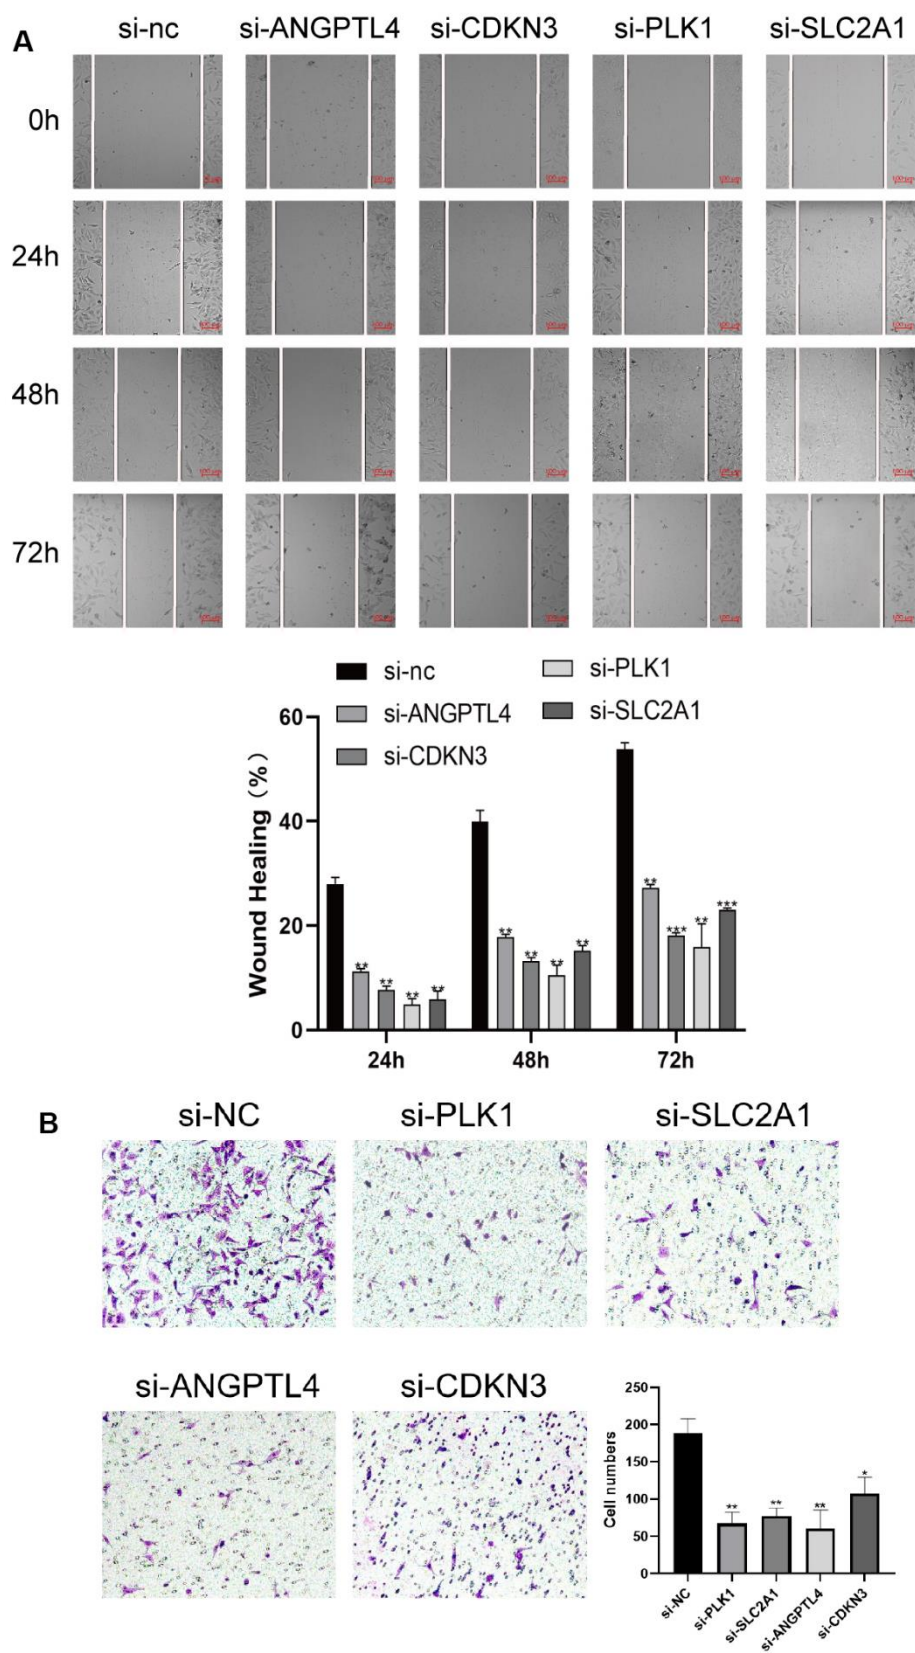 A
si-nc si-ANGPTL4 si-CDKN3 si-PLK1 si-SLC2A1
0h
24h
48h
72h
si-nc si-PLK1
si-ANGPTL4 si-SLC2A1
si-CDKN3
Wound Healing (%)
60
40
20
0
** ** ** **
** ** ** **
** *** ** ***
24h 48h 72h
B
si-NC si-PLK1 si-SLC2A1
si-ANGPTL4 si-CDKN3
Cell numbers
250
200
150
100
50
0
** ** ** *
si-NC si-PLK1 si-SLC2A1 si-ANGPTL4 si-CDKN3